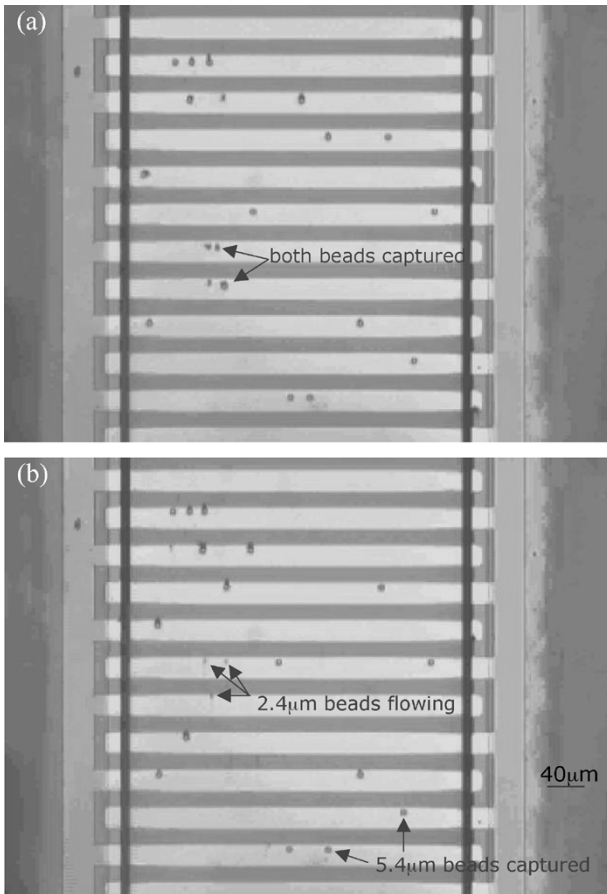 (a)
both beads captured
(b)
2.4μm beads flowing
40μm
5.4μm beads captured